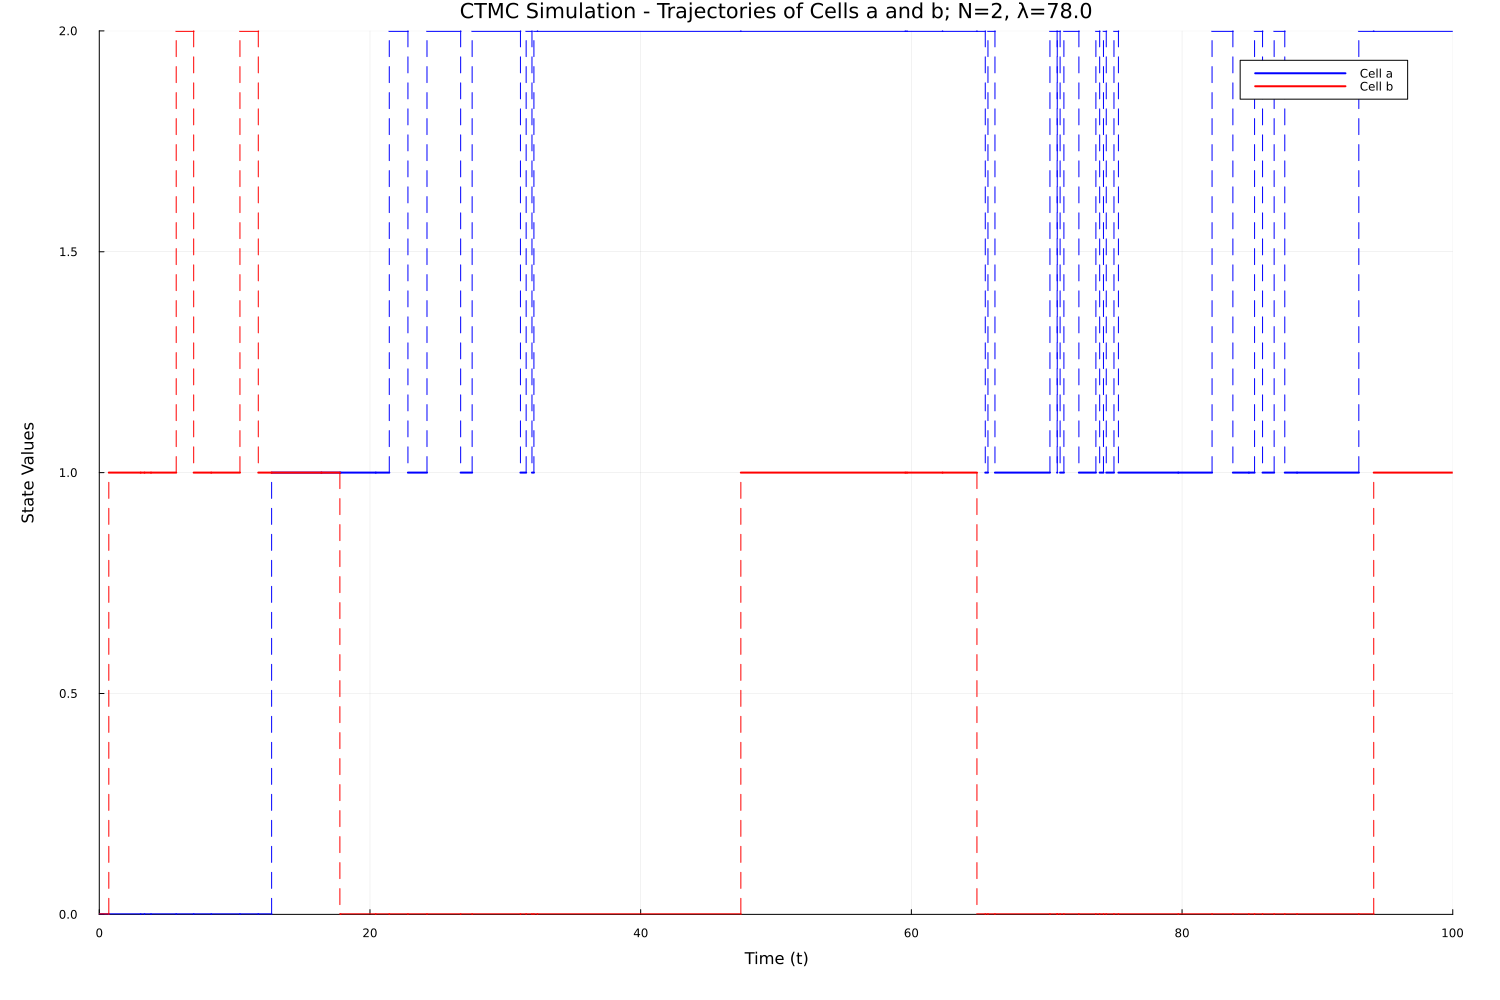 CTMC Simulation - Trajectories of Cells a and b; N=2, λ=78.0
2.0
Cell a
Cell b
1.5
1.0
State Values
0.5
0.0
0 20 40 60 80 100
Time (t)